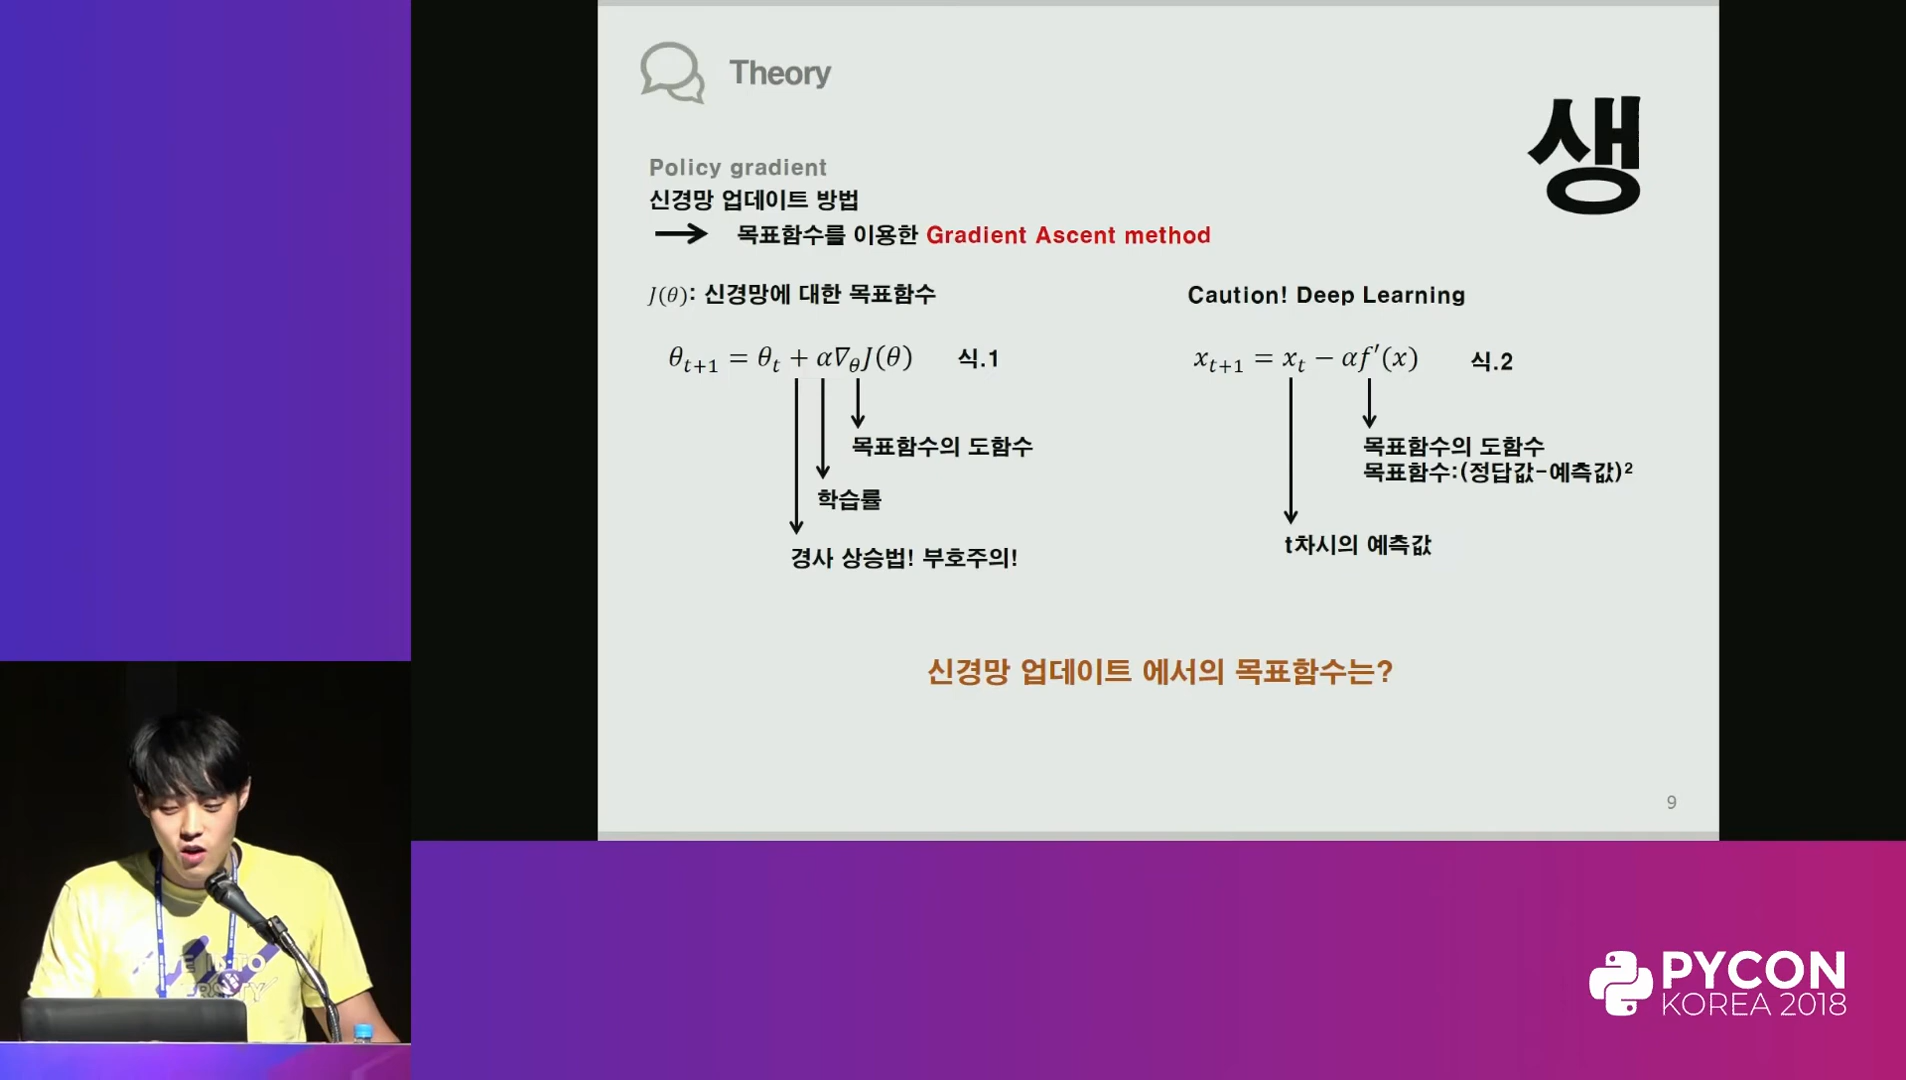 Theory
생
Policy gradient
신경망 업데이트 방법
목표함수를 이용한 Gradient Ascent method
J(θ): 신경망에 대한 목표함수
Caution! Deep Learning
θₜ₊₁ = θₜ + α∇_θJ(θ) 식.1
xₜ₊₁ = xₜ − αf′(x) 식.2
목표함수의 도함수
학습률
경사 상승법! 부호주의!
목표함수의 도함수
목표함수:(정답값-예측값)²
t차시의 예측값
신경망 업데이트 에서의 목표함수는?
9
PYCON
KOREA 2018